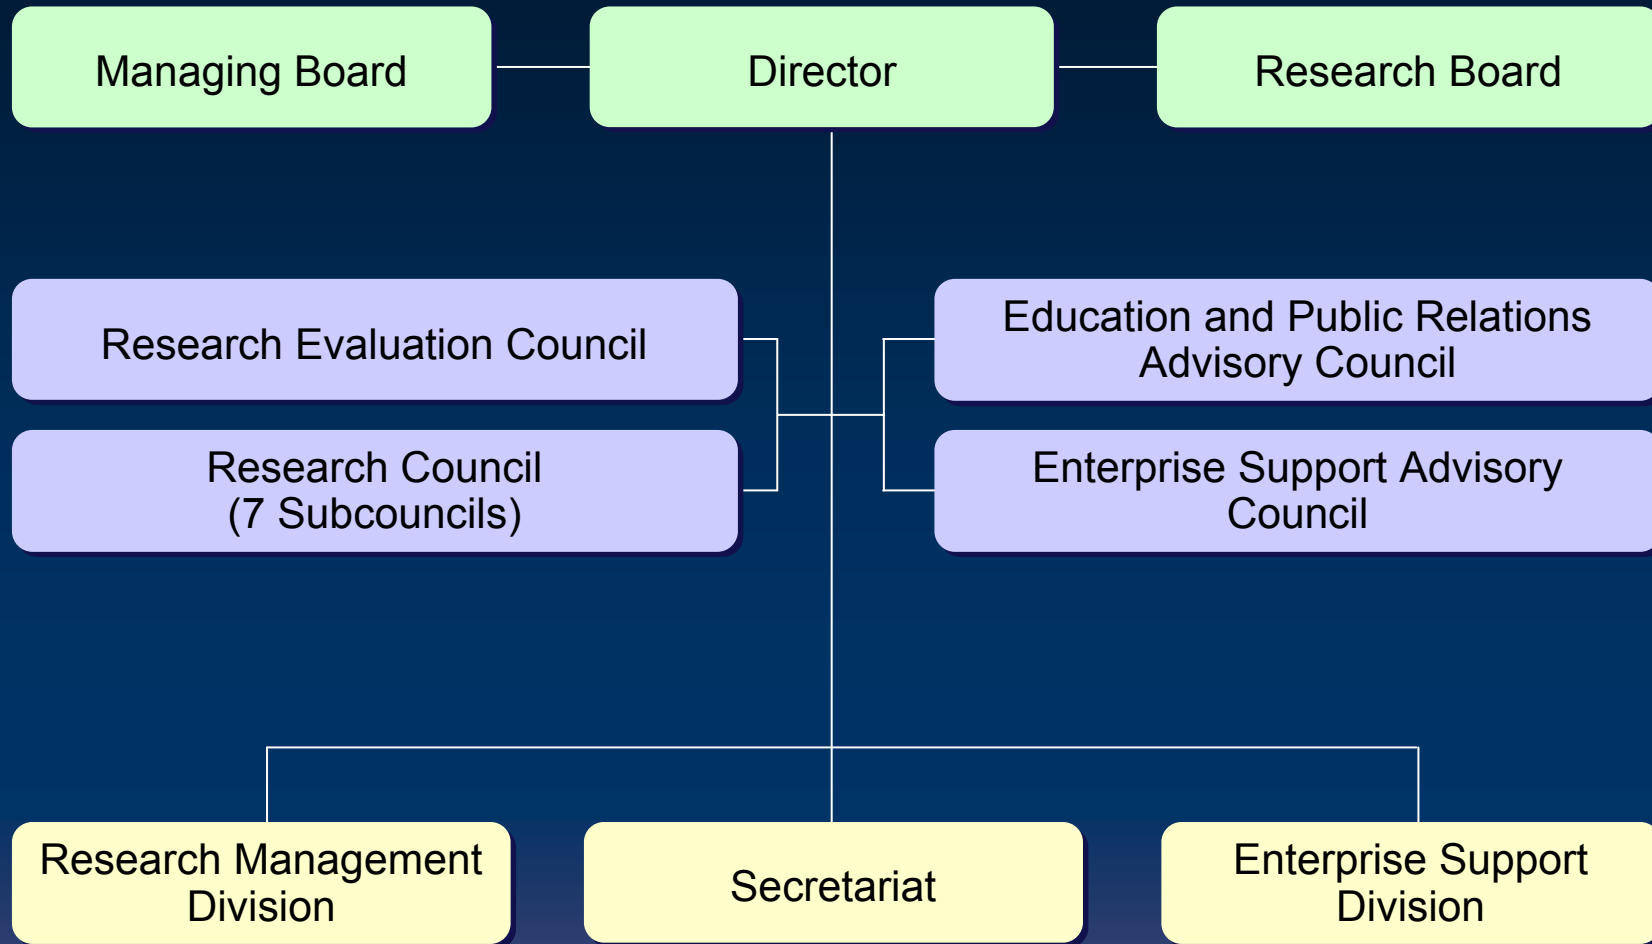 Managing Board
Director
Research Board
Research Evaluation Council
Education and Public Relations
Advisory Council
Research Council
(7 Subcouncils)
Enterprise Support Advisory
Council
Research Management
Division
Secretariat
Enterprise Support
Division